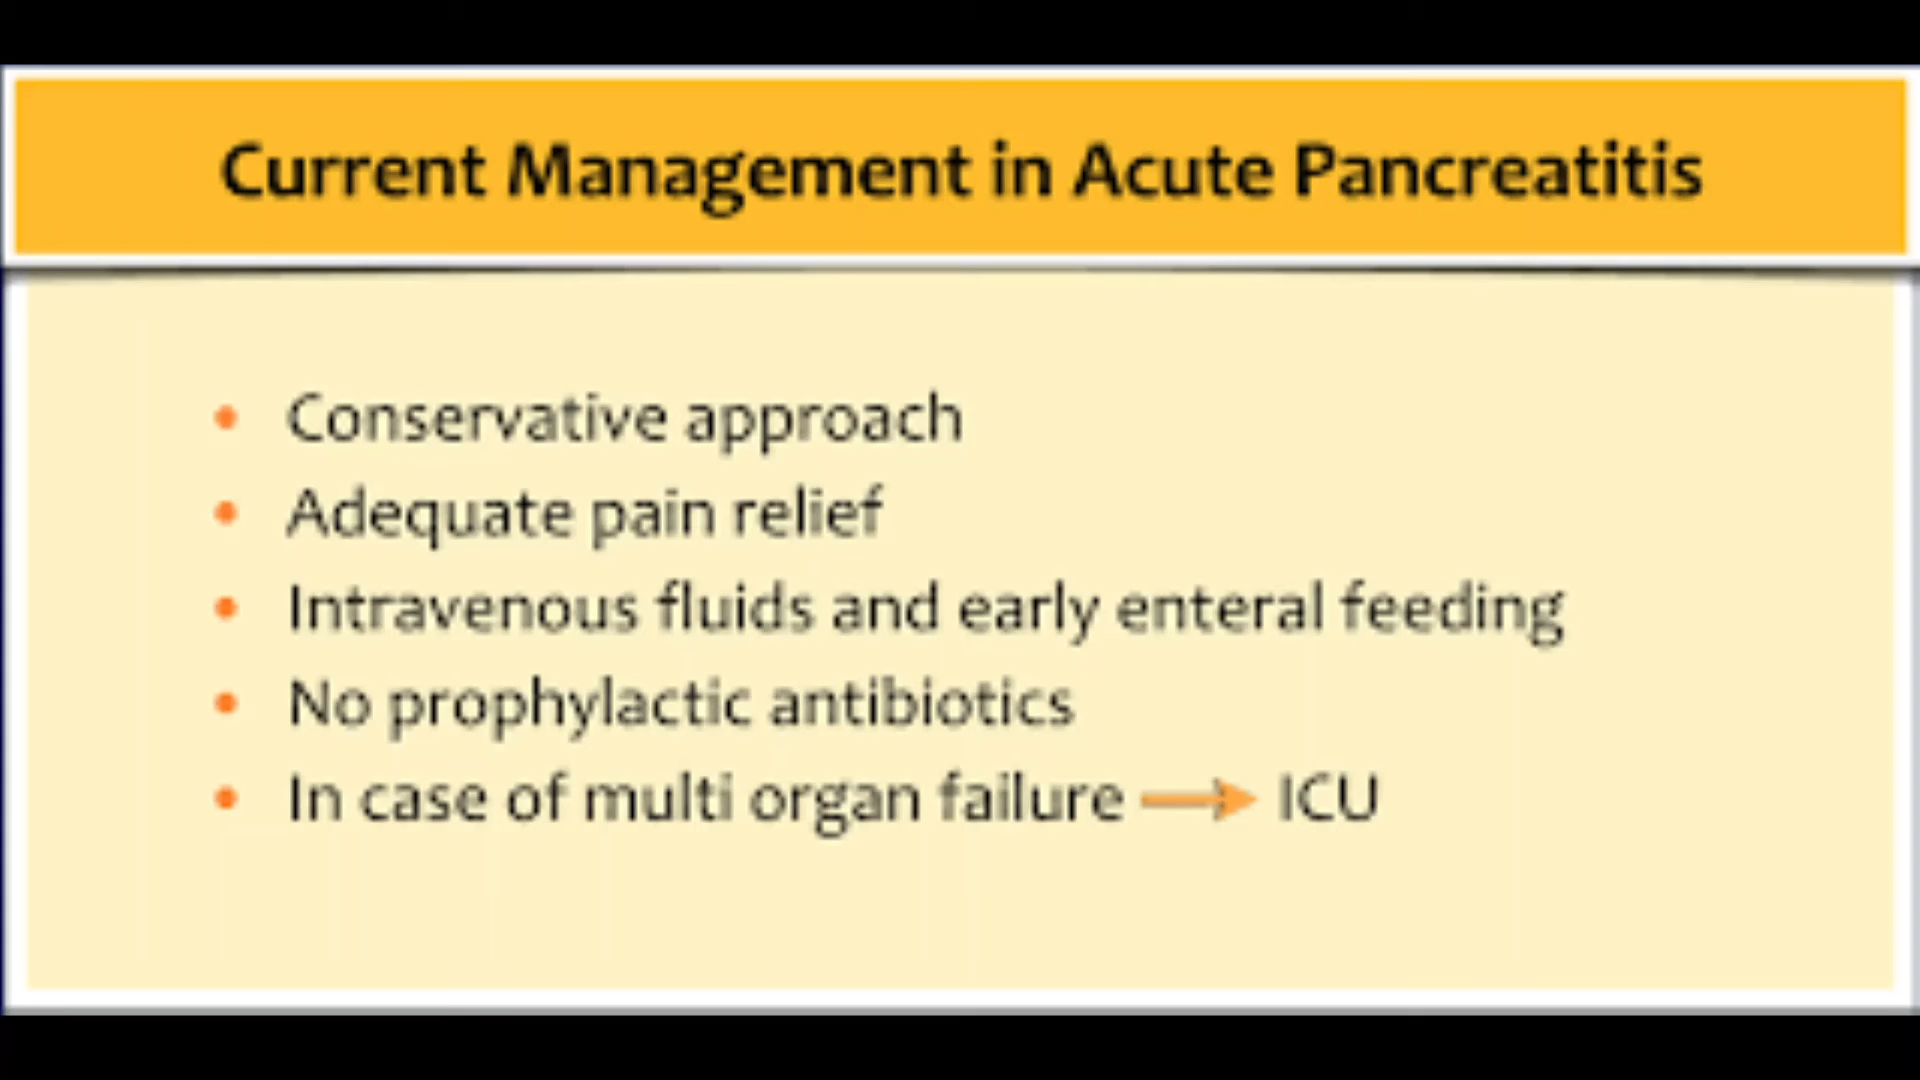 Current Management in Acute Pancreatitis
• Conservative approach
• Adequate pain relief
• Intravenous fluids and early enteral feeding
• No prophylactic antibiotics
• In case of multi organ failure → ICU